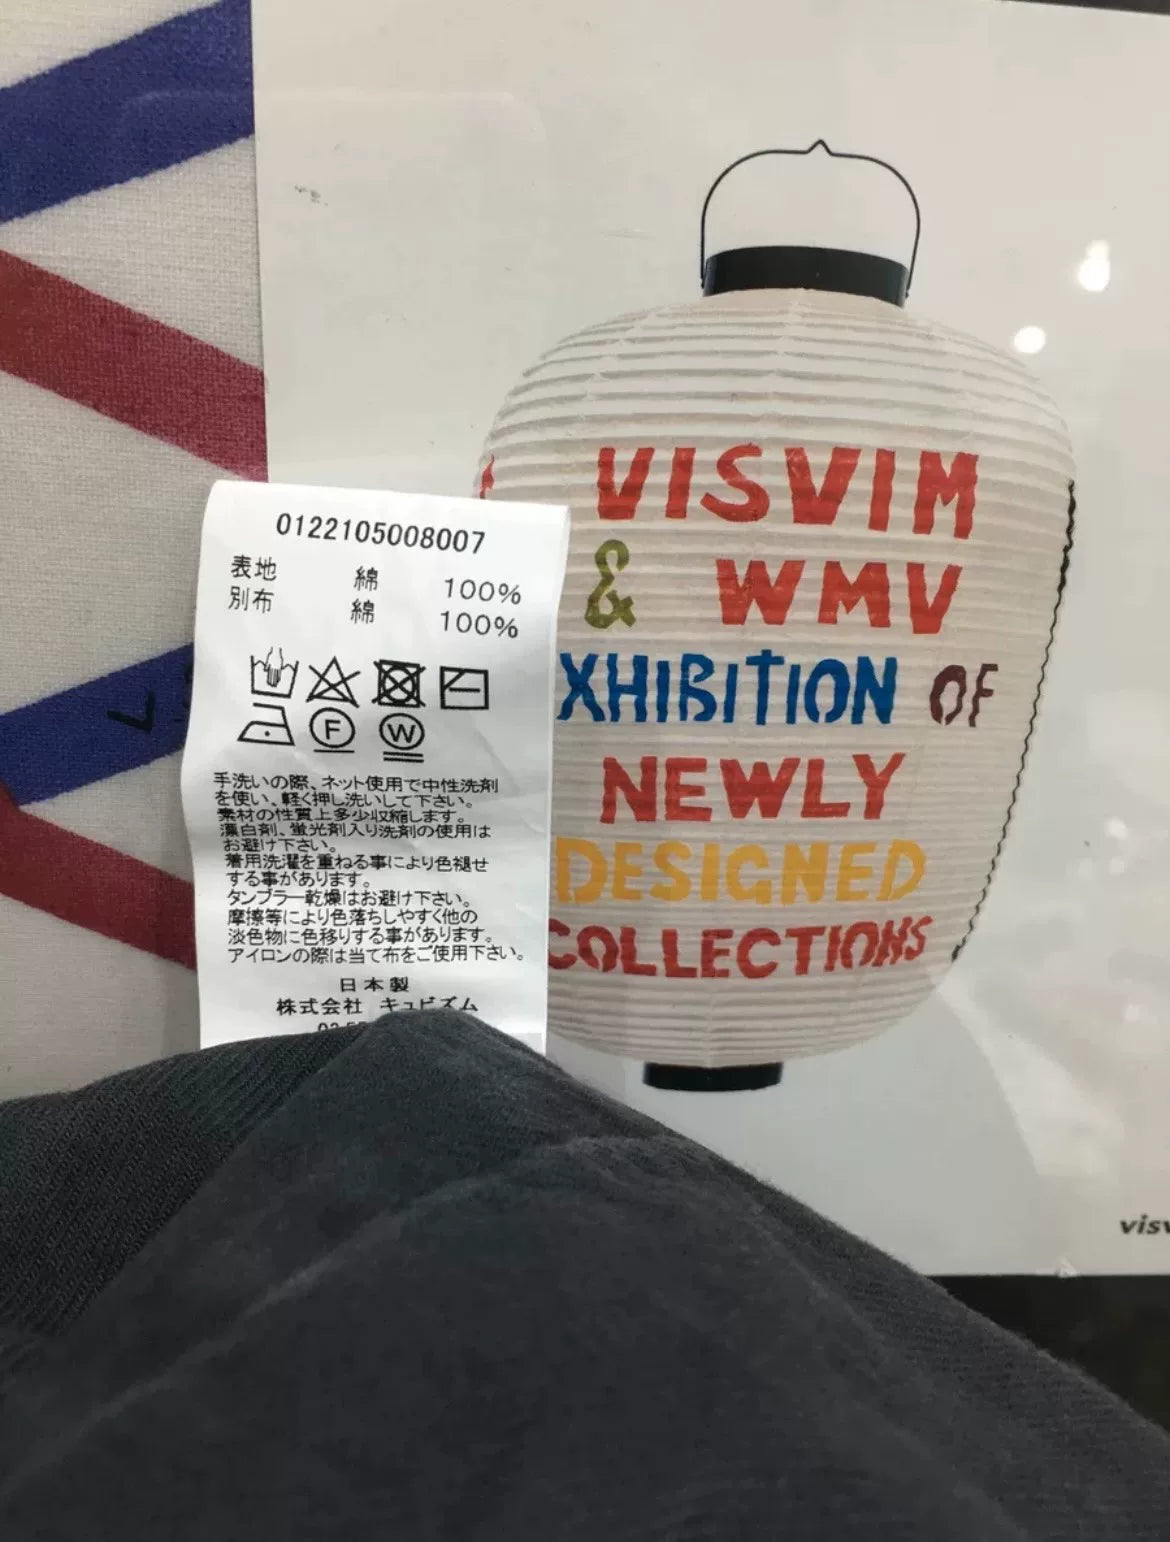 0122105008007
表地 綿 100%
別布 綿 100%
F W
手洗いの際、ネット使用で中性洗剤
を使い、軽く押し洗いして下さい。
素材の性質上多少収縮します。
漂白剤、蛍光剤入り洗剤の使用は
お避け下さい。
着用洗濯を重ねる事により色褪せ
する事があります。
タンブラー乾燥はお避け下さい。
摩擦等により色落ちしやすく他の
淡色物に色移りする事があります。
アイロンの際は当て布をご使用下さい。
日本製
株式会社 キュビズム
VISVIM
& WMV
XHIBITION OF
NEWLY
DESIGNED
COLLECTIONS
visv